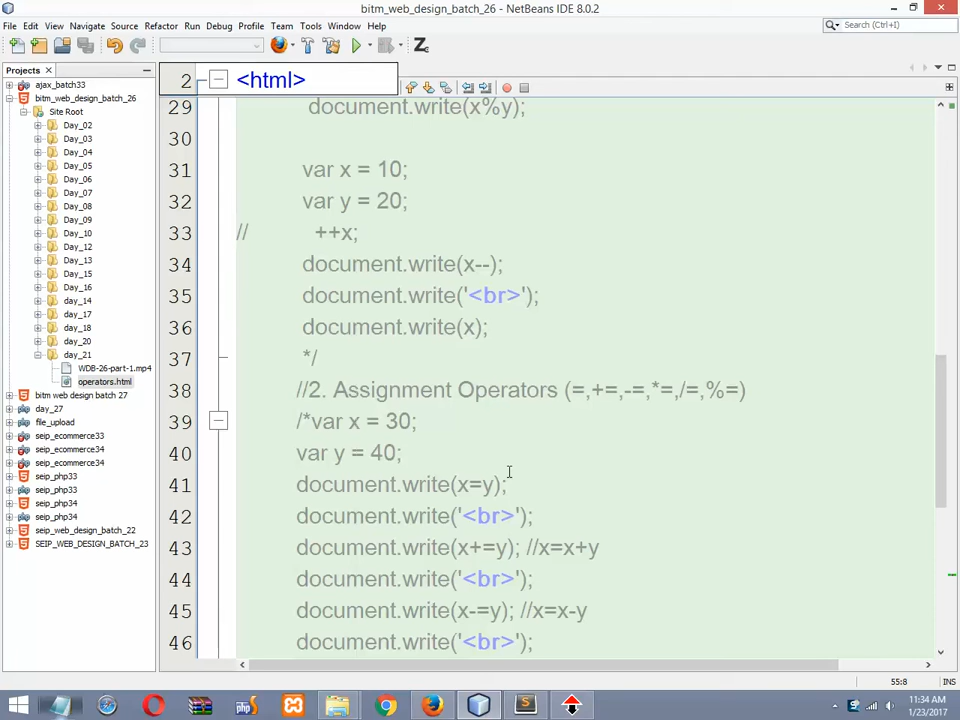 bitm_web_design_batch_26 - NetBeans IDE 8.0.2
File Edit View Navigate Source Refactor Run Debug Profile Team Tools Window Help
Search (Ctrl+I)
Projects
ajax_batch33
bitm_web_design_batch_26
Site Root
Day_02
Day_03
Day_04
Day_05
Day_06
Day_07
Day_08
Day_09
Day_10
Day_12
Day_13
Day_15
Day_16
day_14
day_17
day_18
day_20
day_21
WDB-26-part-1.mp4
operators.html
bitm web design batch 27
day_27
file_upload
seip_ecommerce33
seip_ecommerce34
seip_ecommerce34
seip_php33
seip_php34
seip_php34
seip_web_design_batch_22
SEIP_WEB_DESIGN_BATCH_23
2 <html>
29 document.write(x%y);
30
31 var x = 10;
32 var y = 20;
33 // ++x;
34 document.write(x--);
35 document.write('<br>');
36 document.write(x);
37 */
38 //2. Assignment Operators (=,+=,-=,*=,/=,%=)
39 /*var x = 30;
40 var y = 40;
41 document.write(x=y);
42 document.write('<br>');
43 document.write(x+=y); //x=x+y
44 document.write('<br>');
45 document.write(x-=y); //x=x-y
46 document.write('<br>');
55:8 INS
11:34 AM
1/23/2017